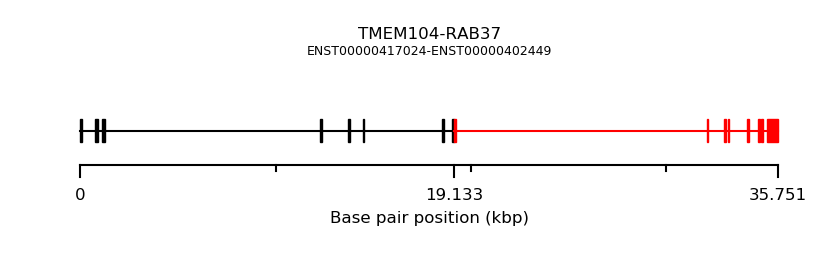 TMEM104-RAB37
ENST00000417024-ENST00000402449
0 19.133 35.751
Base pair position (kbp)